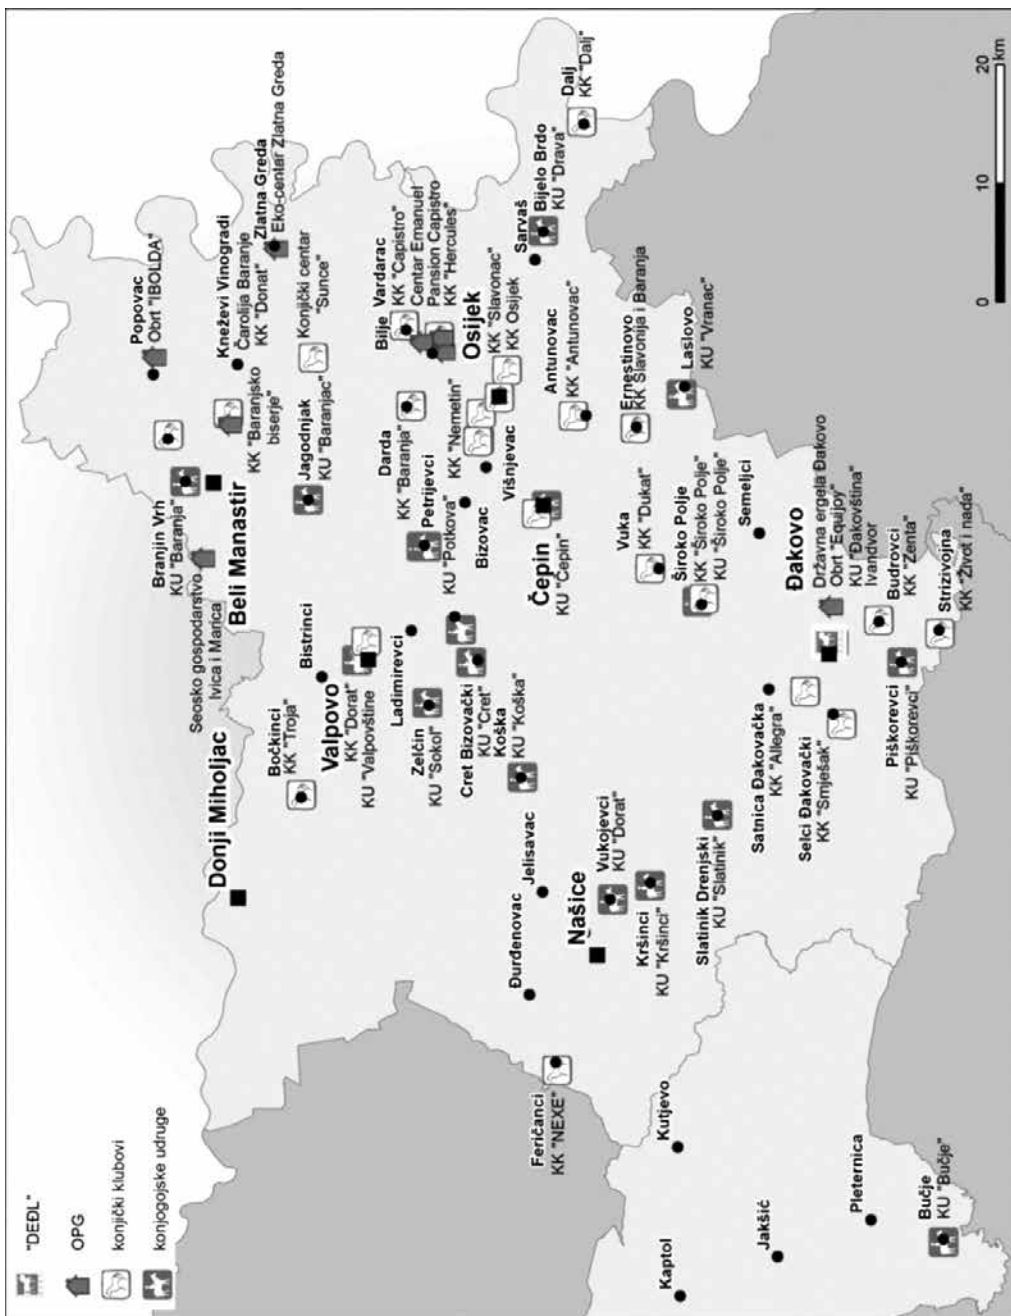 "DEĐL"
OPG
konjički klubovi
konjogojske udruge
Donji Miholjac
Seosko gospodarstvo
Ivica i Marica
Beli Manastir
Branjin Vrh
KU "Baranja"
Popovac
Obrt "IBOLDA"
Kneževi Vinogradi
Čarolija Baranje
KK "Donat"
Zlatna Greda
Eko-centar Zlatna Greda
KK "Baranjsko
biserje"
Konjički centar
"Sunce"
Jagodnjak
KU "Baranjac"
Bočkinci
KK "Troja"
Bistrinci
Valpovo
KK "Dorat"
KU "Valpovštine
Ladimirevci
Zelčin
KU "Sokol"
Cret Bizovački
KU "Cret"
Koška
KU "Koška"
Darda
KK "Baranja"
Petrijevci
KU "Potkova"
KK "Nemetin"
Bizovac
Višnjevac
Bilje
Vardarac
KK "Capistro"
Centar Emanuel
Pansion Capistro
KK "Hercules"
Osijek
KK "Slavonac"
KK Osijek
Sarvaš
Bijelo Brdo
KU "Drava"
Dalj
KK "Dalj"
Čepin
KU "Čepin"
Antunovac
KK "Antunovac"
Ernestinovo
KK Slavonija i Baranja
Laslovo
KU "Vranac"
Vuka
KK "Dukat"
Široko Polje
KK "Široko Polje"
KU "Široko Polje"
Semeljci
Đurđenovac
Jelisavac
Našice
Vukojevci
KU "Dorat"
Kršinci
KU "Kršinci"
Slatinik Drenjski
KU "Slatinik"
Feričanci
KK "NEXE"
Kutjevo
Kaptol
Jakšić
Pleternica
Bučje
KU "Bučje"
Satnica Đakovačka
KK "Allegra"
Selci Đakovački
KK "Smješak"
Đakovo
Državna ergela Đakovo
Obrt "Equijoy"
KU "Đakovština"
Ivandvor
Budrovci
KK "Zenta"
Piškorevci
KU "Piškorevci"
Strizivojna
KK "Život i nada"
0 10 20
km